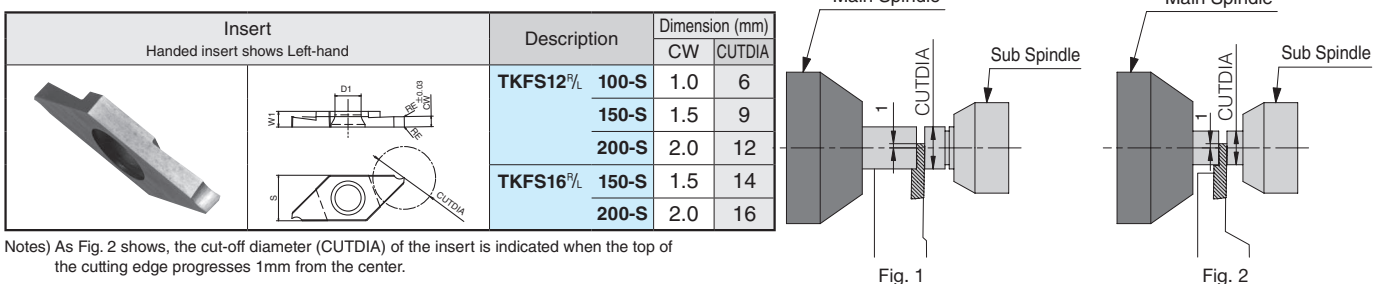 Insert
Handed insert shows Left-hand
Description
Dimension (mm)
CW CUTDIA
TKFS12ᴿ/L 100-S 1.0 6
150-S 1.5 9
200-S 2.0 12
TKFS16ᴿ/L 150-S 1.5 14
200-S 2.0 16
W1
D1
RE
CW ±0.03
RE
S
CUTDIA
Notes) As Fig. 2 shows, the cut-off diameter (CUTDIA) of the insert is indicated when the top of
the cutting edge progresses 1mm from the center.
Main Spindle
Sub Spindle
1
CUTDIA
Fig. 1
Main Spindle
Sub Spindle
1
CUTDIA
Fig. 2